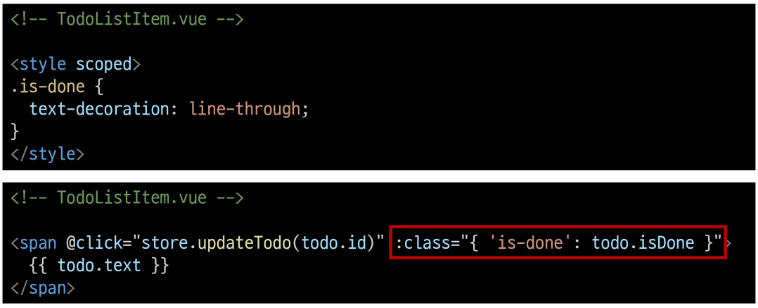 <!-- TodoListItem.vue -->
<style scoped>
.is-done {
  text-decoration: line-through;
}
</style>
<!-- TodoListItem.vue -->
<span @click="store.updateTodo(todo.id)" :class="{ 'is-done': todo.isDone }">
  {{ todo.text }}
</span>